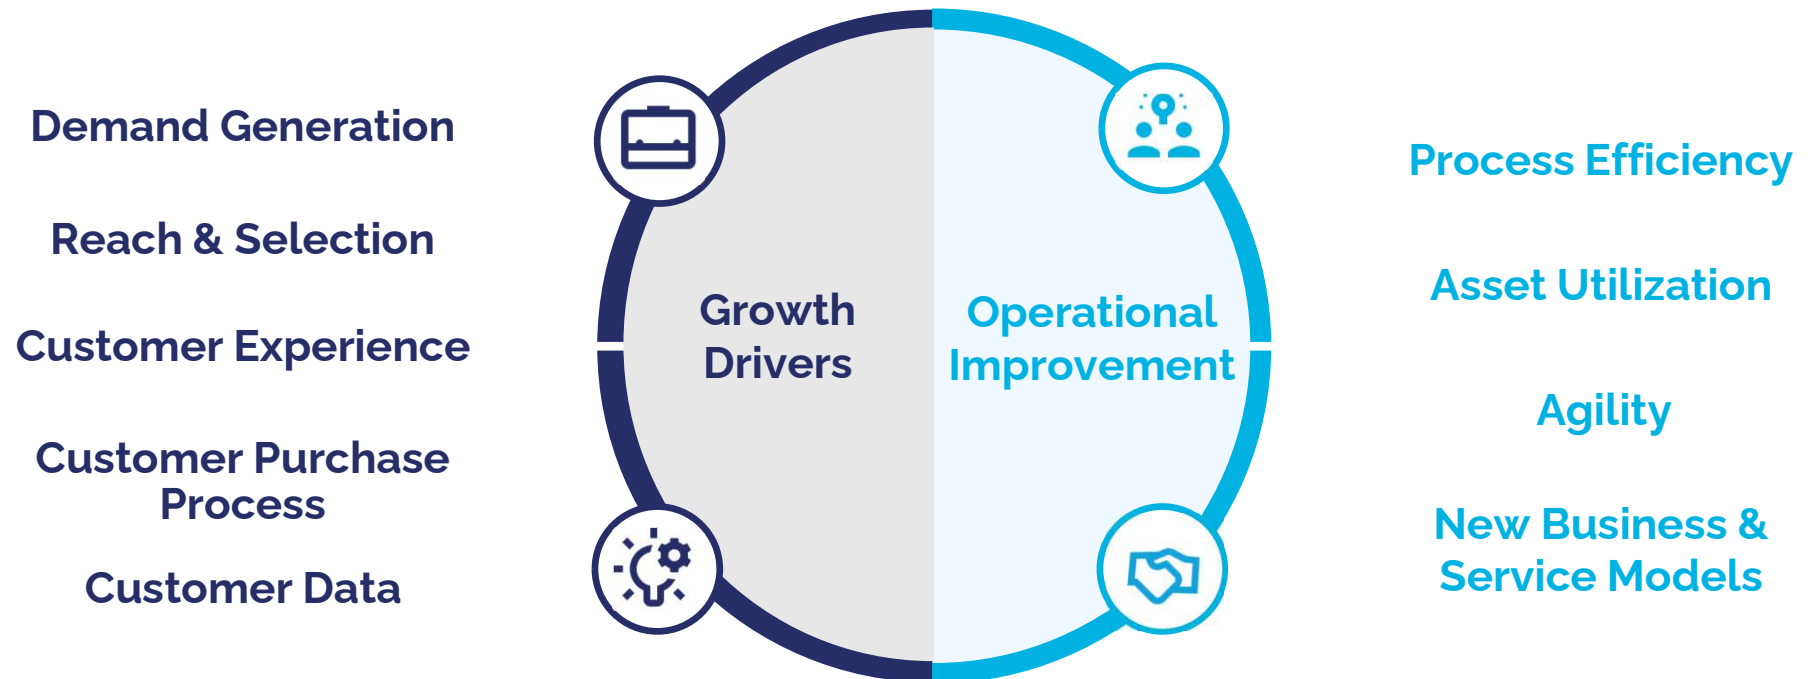 Demand Generation
Reach & Selection
Customer Experience
Customer Purchase
Process
Customer Data
Growth
Drivers
Operational
Improvement
Process Efficiency
Asset Utilization
Agility
New Business &
Service Models